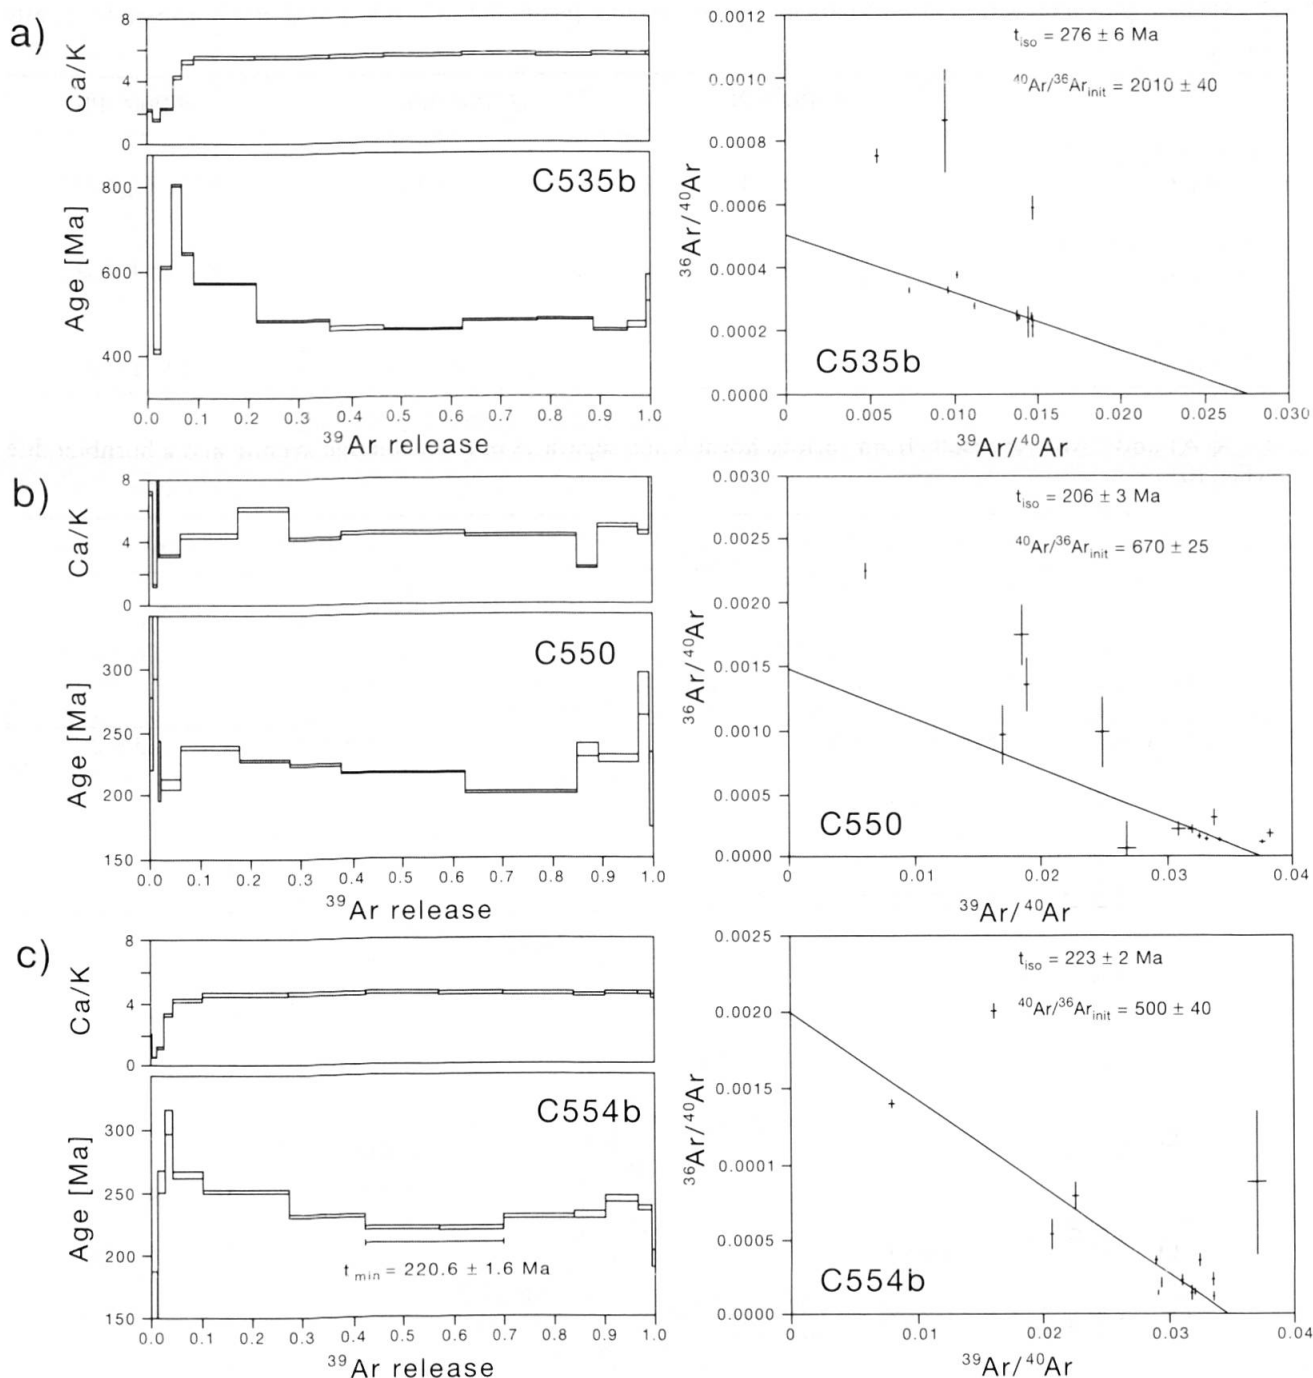 a)
8
4
0
Ca/K
800
600
400
Age [Ma]
C535b
0.0 0.1 0.2 0.3 0.4 0.5 0.6 0.7 0.8 0.9 1.0
39Ar release
0.0012
0.0010
0.0008
0.0006
0.0004
0.0002
0.0000
36Ar/40Ar
tiso = 276 ± 6 Ma
40Ar/36Arinit = 2010 ± 40
C535b
0.005 0.010 0.015 0.020 0.025 0.030
39Ar/40Ar
b)
8
4
0
Ca/K
300
250
200
150
Age [Ma]
C550
0.0 0.1 0.2 0.3 0.4 0.5 0.6 0.7 0.8 0.9 1.0
39Ar release
0.0030
0.0025
0.0020
0.0015
0.0010
0.0005
0.0000
36Ar/40Ar
tiso = 206 ± 3 Ma
40Ar/36Arinit = 670 ± 25
C550
0.01 0.02 0.03 0.04
39Ar/40Ar
c)
8
4
0
Ca/K
300
250
200
150
Age [Ma]
C554b
tmin = 220.6 ± 1.6 Ma
0.0 0.1 0.2 0.3 0.4 0.5 0.6 0.7 0.8 0.9 1.0
39Ar release
0.0025
0.0020
0.0015
0.0001
0.0005
0.0000
36Ar/40Ar
tiso = 223 ± 2 Ma
40Ar/36Arinit = 500 ± 40
C554b
0 0.01 0.02 0.03 0.04
39Ar/40Ar